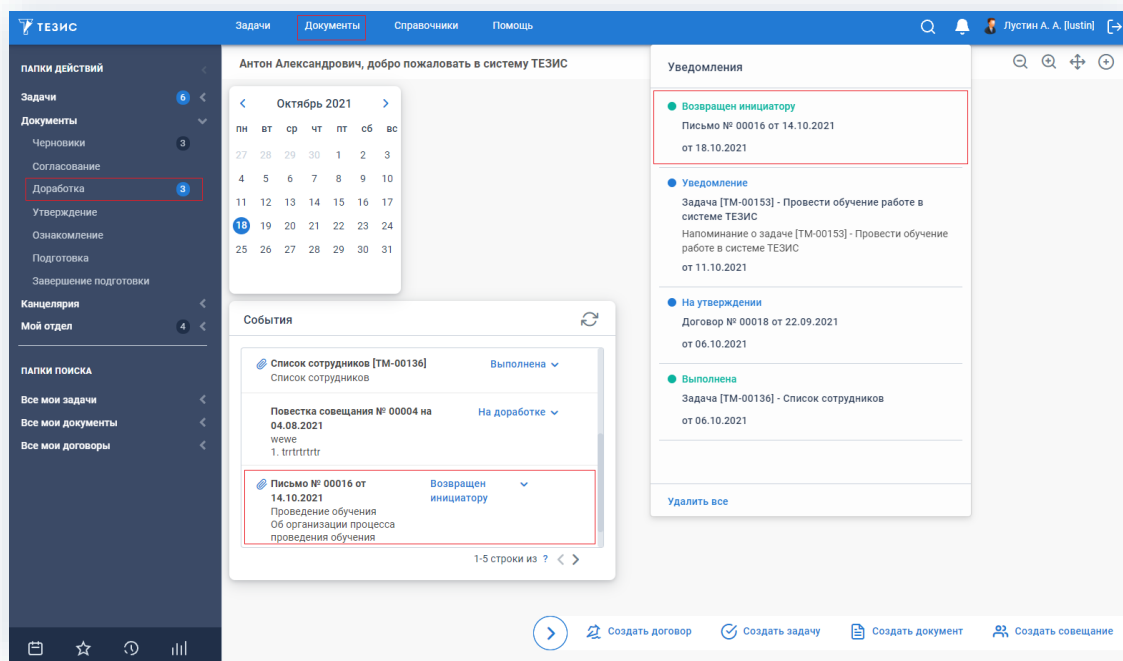 ТЕЗИС
Задачи
Документы
Справочники
Помощь
Лустин А. А. [lustin]
ПАПКИ ДЕЙСТВИЙ
Задачи 6
Документы
Черновики 3
Согласование
Доработка 3
Утверждение
Ознакомление
Подготовка
Завершение подготовки
Канцелярия
Мой отдел 4
ПАПКИ ПОИСКА
Все мои задачи
Все мои документы
Все мои договоры
Антон Александрович, добро пожаловать в систему ТЕЗИС
Октябрь 2021
пн вт ср чт пт сб вс
27 28 29 30 1 2 3
4 5 6 7 8 9 10
11 12 13 14 15 16 17
18 19 20 21 22 23 24
25 26 27 28 29 30 31
События
Список сотрудников [ТМ-00136] Выполнена
Список сотрудников
Повестка совещания № 00004 на На доработке
04.08.2021
wewe
1. trrtrtrtrtr
Письмо № 00016 от Возвращен
14.10.2021 инициатору
Проведение обучения
Об организации процесса
проведения обучения
1-5 строки из ?
Уведомления
Возвращен инициатору
Письмо № 00016 от 14.10.2021
от 18.10.2021
Уведомление
Задача [ТМ-00153] - Провести обучение работе в
системе ТЕЗИС
Напоминание о задаче [ТМ-00153] - Провести обучение
работе в системе ТЕЗИС
от 11.10.2021
На утверждении
Договор № 00018 от 22.09.2021
от 06.10.2021
Выполнена
Задача [ТМ-00136] - Список сотрудников
от 06.10.2021
Удалить все
Создать договор
Создать задачу
Создать документ
Создать совещание